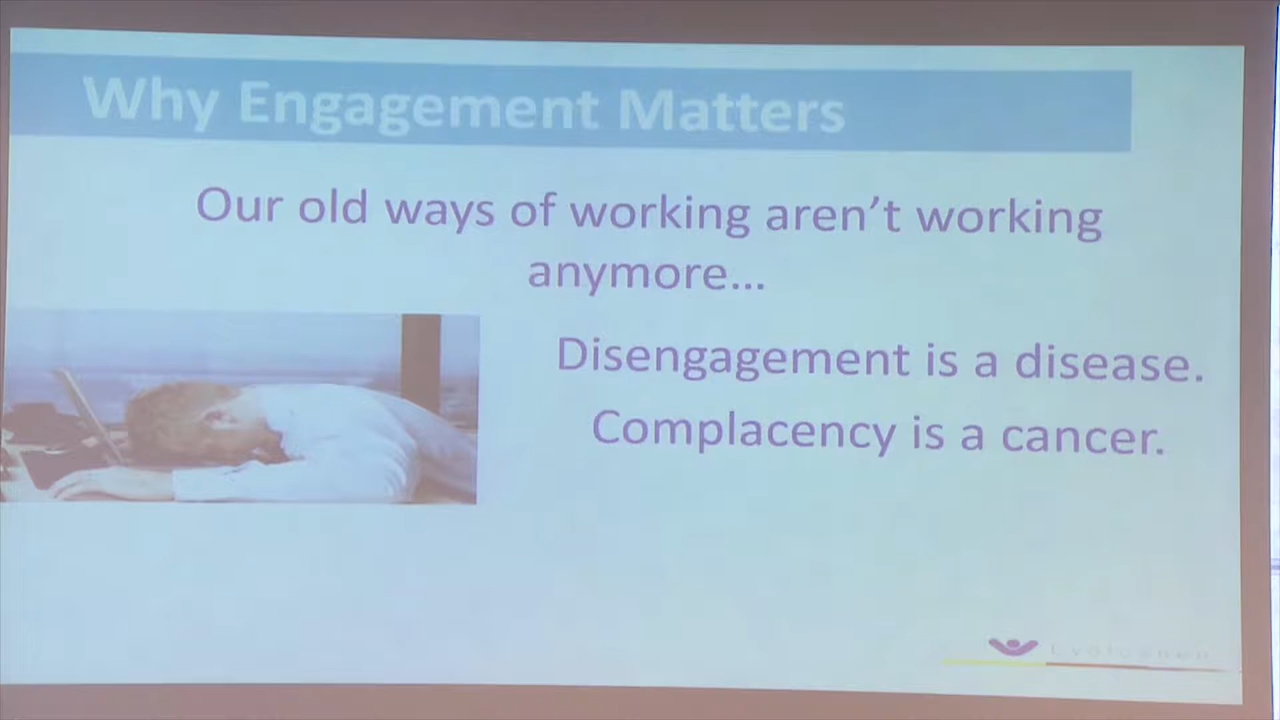 Why Engagement Matters
Our old ways of working aren't working
anymore...
Disengagement is a disease.
Complacency is a cancer.